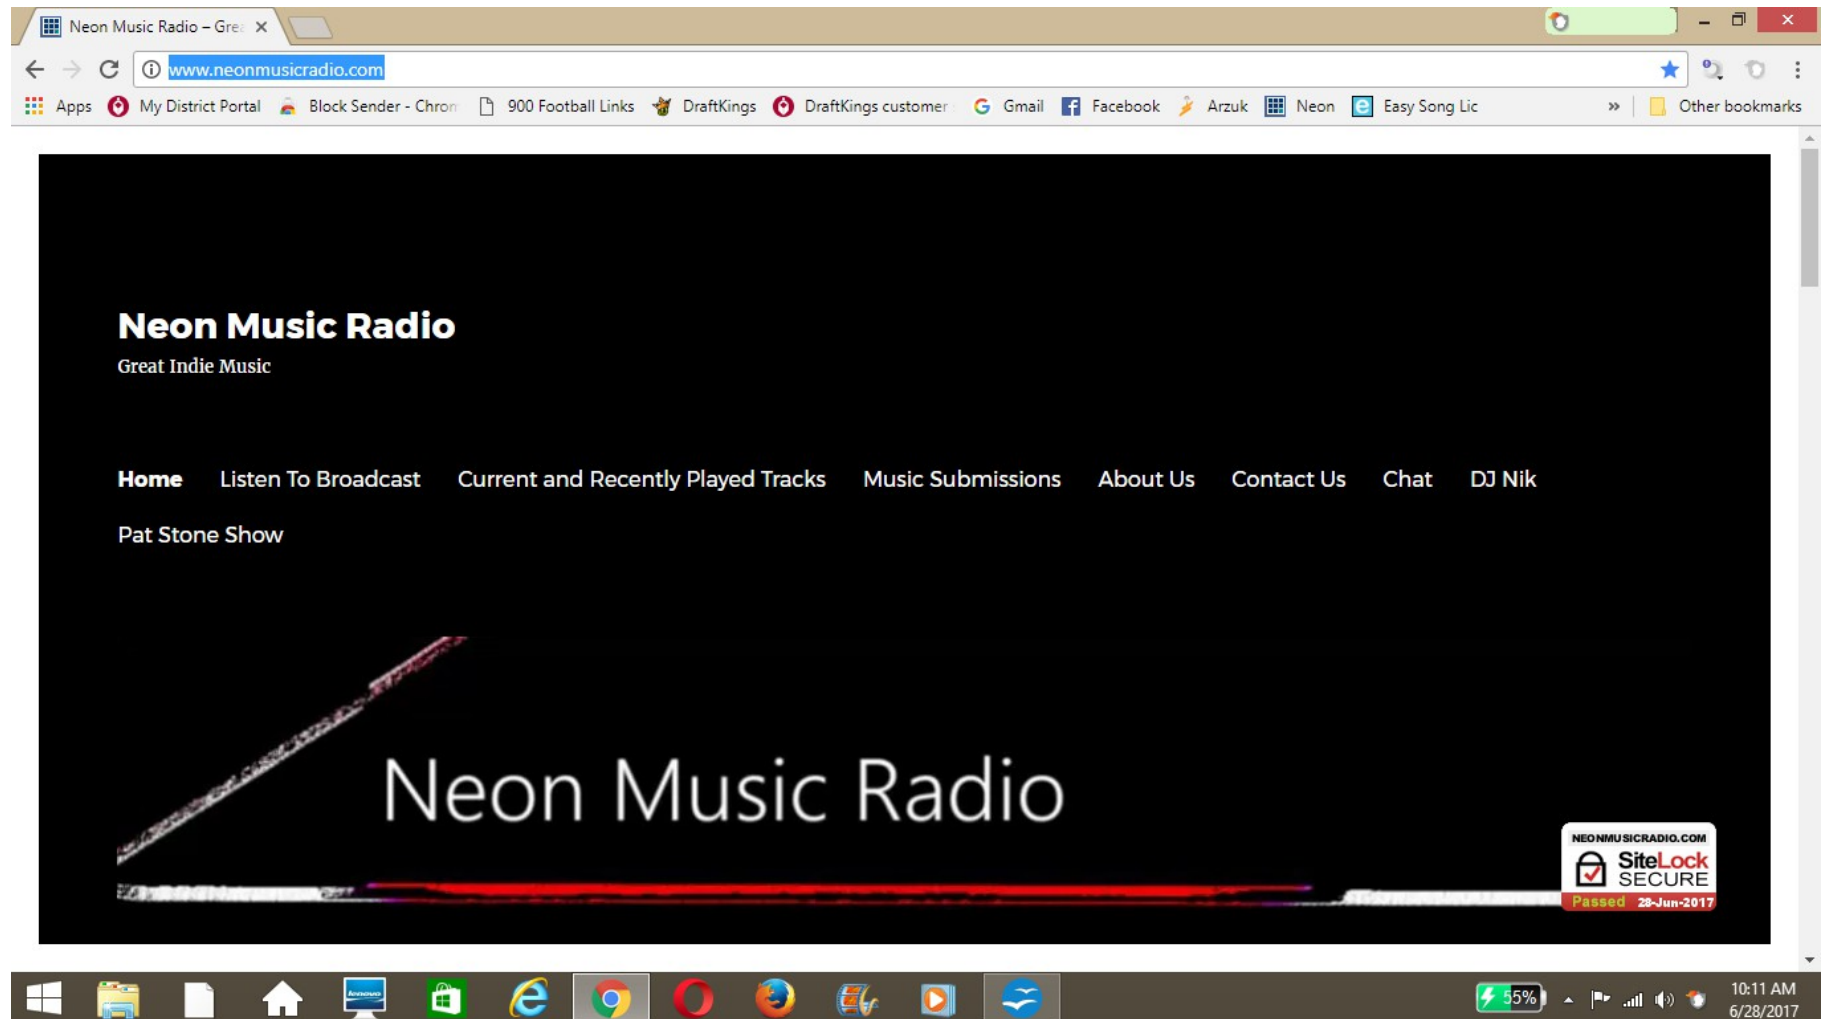 Neon Music Radio – Gre
www.neonmusicradio.com
Apps My District Portal Block Sender - Chrom 900 Football Links DraftKings DraftKings customer Gmail Facebook Arzuk Neon Easy Song Lic » Other bookmarks
Neon Music Radio
Great Indie Music
Home Listen To Broadcast Current and Recently Played Tracks Music Submissions About Us Contact Us Chat DJ Nik
Pat Stone Show
Neon Music Radio
NEONMUSICRADIO.COM
SiteLock
SECURE
Passed 28-Jun-2017
lenovo
55%
10:11 AM
6/28/2017